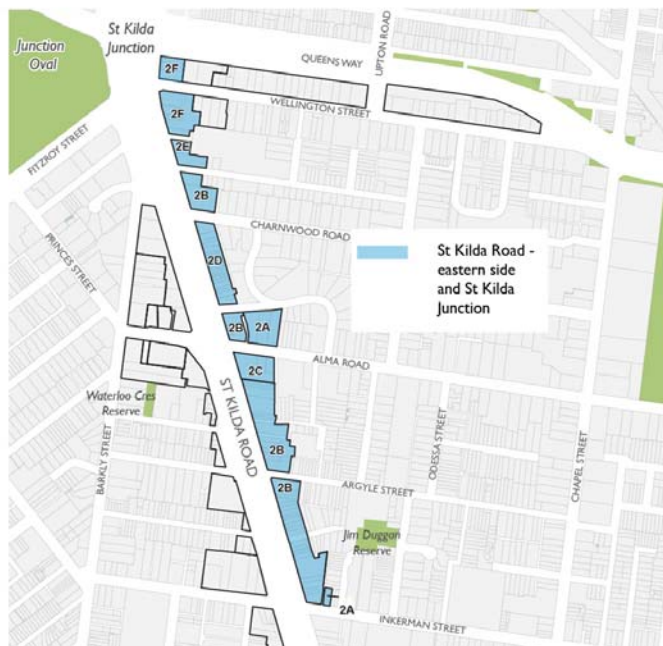 St Kilda
Junction
Junction
Oval
QUEENS WAY
UPTON ROAD
2F
WELLINGTON STREET
2F
FITZROY STREET
2E
2B
CHARNWOOD ROAD
PRINCES STREET
2D
St Kilda Road -
eastern side
and St Kilda
Junction
2B
2A
ALMA ROAD
2C
Waterloo Cres
Reserve
ST KILDA ROAD
BARKLY STREET
ODESSA STREET
CHAPEL STREET
2B
2B
ARGYLE STREET
Jim Duggan
Reserve
2A
INKERMAN STREET